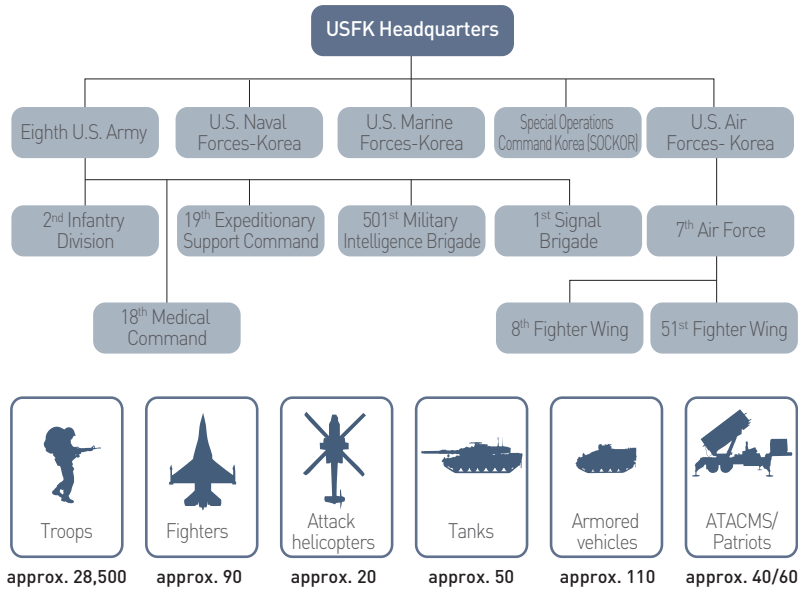 USFK Headquarters
Eighth U.S. Army
U.S. Naval
Forces-Korea
U.S. Marine
Forces-Korea
Special Operations
Command Korea (SOCKOR)
U.S. Air
Forces- Korea
2nd Infantry
Division
19th Expeditionary
Support Command
501st Military
Intelligence Brigade
1st Signal
Brigade
7th Air Force
18th Medical
Command
8th Fighter Wing
51st Fighter Wing
Troops
Fighters
Attack
helicopters
Tanks
Armored
vehicles
ATACMS/
Patriots
approx. 28,500
approx. 90
approx. 20
approx. 50
approx. 110
approx. 40/60